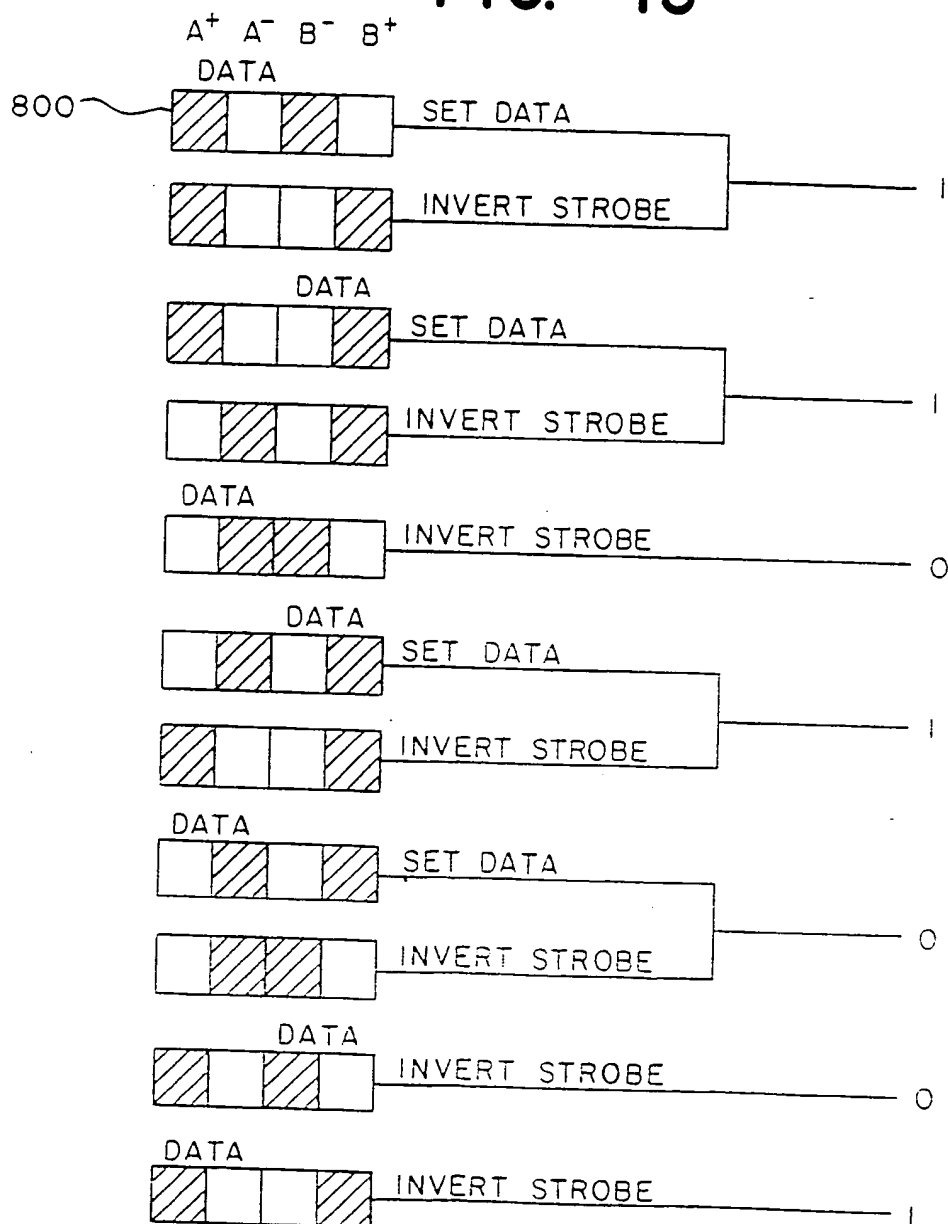 A+ A- B- B+
DATA
800
SET DATA
INVERT STROBE
1
DATA
SET DATA
INVERT STROBE
1
DATA
INVERT STROBE
0
DATA
SET DATA
INVERT STROBE
1
DATA
SET DATA
INVERT STROBE
0
DATA
INVERT STROBE
0
DATA
INVERT STROBE
1